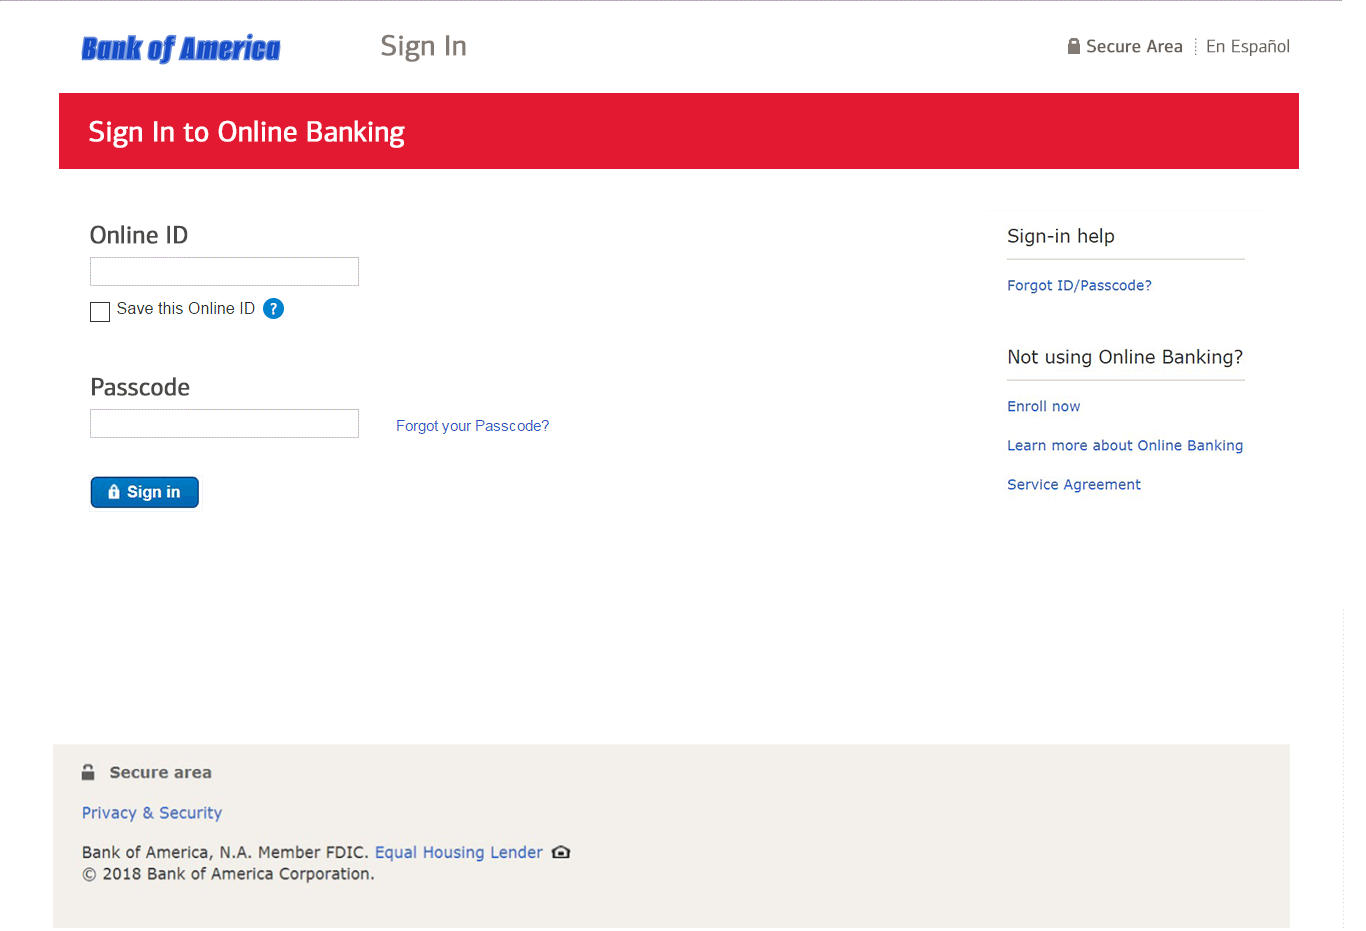 Bank of America
Sign In
Secure Area
En Español
Sign In to Online Banking
Online ID
Save this Online ID ?
Passcode
Forgot your Passcode?
Sign in
Sign-in help
Forgot ID/Passcode?
Not using Online Banking?
Enroll now
Learn more about Online Banking
Service Agreement
Secure area
Privacy & Security
Bank of America, N.A. Member FDIC. Equal Housing Lender
© 2018 Bank of America Corporation.